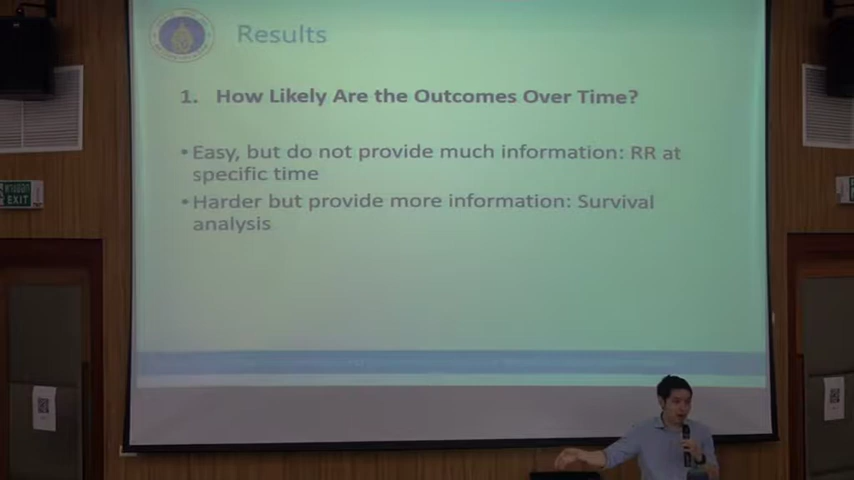 Results
1. How Likely Are the Outcomes Over Time?
• Easy, but do not provide much information: RR at
specific time
• Harder but provide more information: Survival
analysis
EXIT